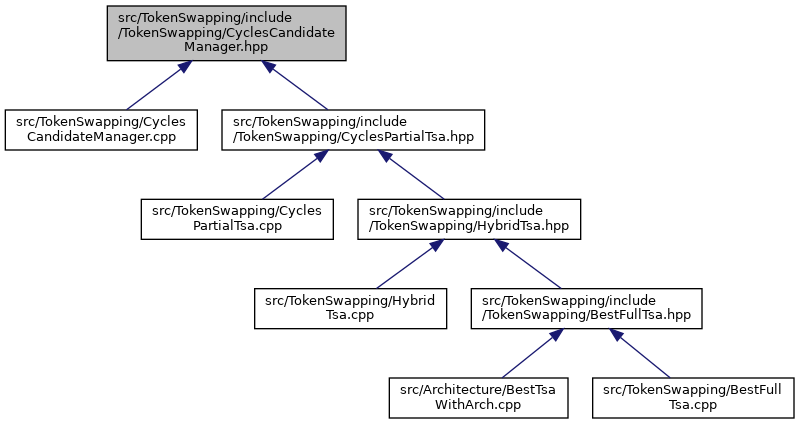 src/TokenSwapping/include
/TokenSwapping/CyclesCandidate
Manager.hpp
src/TokenSwapping/Cycles
CandidateManager.cpp
src/TokenSwapping/include
/TokenSwapping/CyclesPartialTsa.hpp
src/TokenSwapping/Cycles
PartialTsa.cpp
src/TokenSwapping/include
/TokenSwapping/HybridTsa.hpp
src/TokenSwapping/Hybrid
Tsa.cpp
src/TokenSwapping/include
/TokenSwapping/BestFullTsa.hpp
src/Architecture/BestTsa
WithArch.cpp
src/TokenSwapping/BestFull
Tsa.cpp